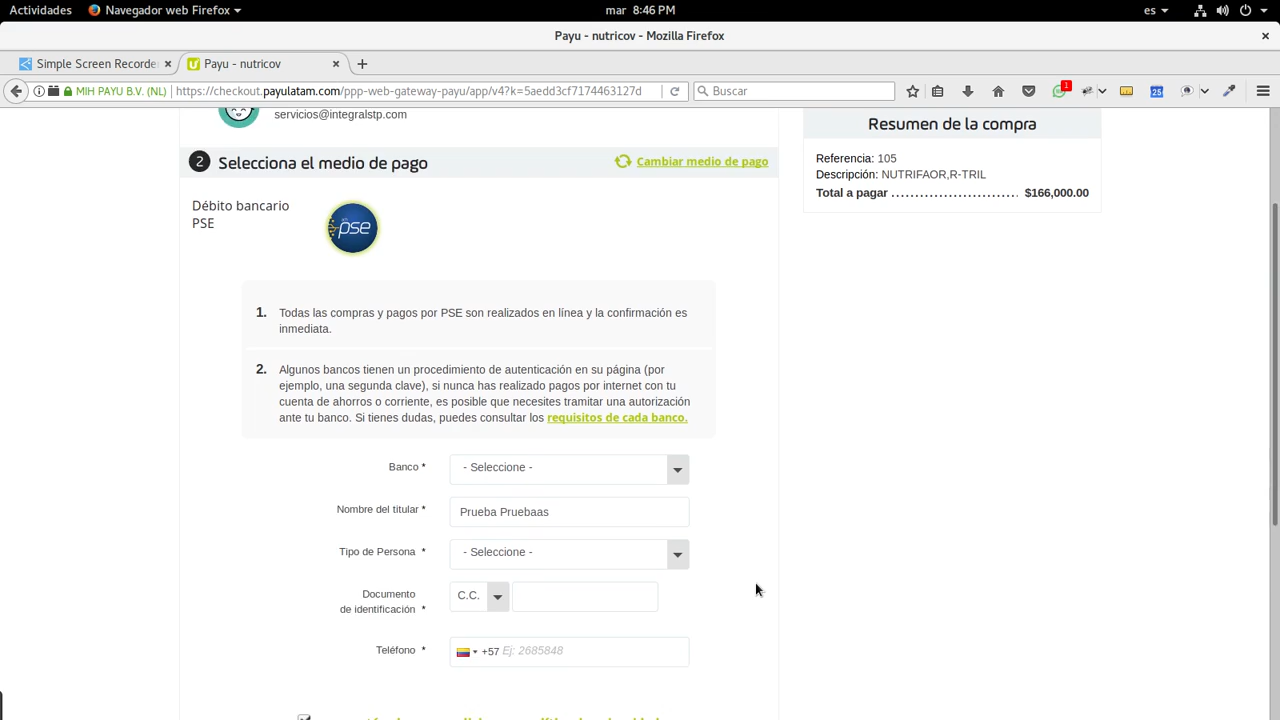 Actividades
Navegador web Firefox
mar 8:46 PM
es
Payu - nutricov - Mozilla Firefox
Simple Screen Recorde
Payu - nutricov
MIH PAYU B.V. (NL)
https://checkout.payulatam.com/ppp-web-gateway-payu/app/v4?k=5aedd3cf7174463127d
Buscar
1
25
servicios@integralstp.com
2 Selecciona el medio de pago
Cambiar medio de pago
Débito bancario
PSE
pse
1. Todas las compras y pagos por PSE son realizados en línea y la confirmación es
inmediata.
2. Algunos bancos tienen un procedimiento de autenticación en su página (por
ejemplo, una segunda clave), si nunca has realizado pagos por internet con tu
cuenta de ahorros o corriente, es posible que necesites tramitar una autorización
ante tu banco. Si tienes dudas, puedes consultar los requisitos de cada banco.
Banco *
- Seleccione -
Nombre del titular *
Prueba Pruebaas
Tipo de Persona *
- Seleccione -
Documento
de identificación *
C.C.
Teléfono *
+57 Ej: 2685848
Resumen de la compra
Referencia: 105
Descripción: NUTRIFAOR,R-TRIL
Total a pagar ................................ $166,000.00